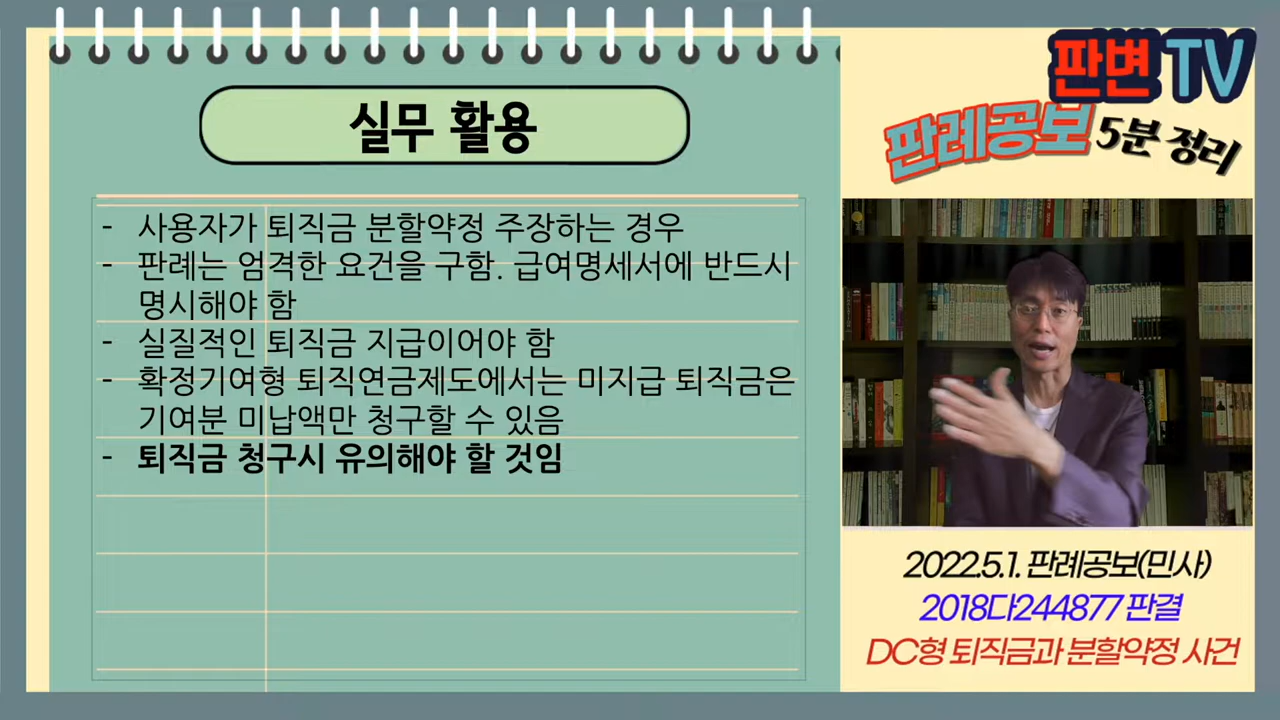 실무 활용
- 사용자가 퇴직금 분할약정 주장하는 경우
- 판례는 엄격한 요건을 구함. 급여명세서에 반드시
명시해야 함
- 실질적인 퇴직금 지급이어야 함
- 확정기여형 퇴직연금제도에서는 미지급 퇴직금은
기여분 미납액만 청구할 수 있음
- 퇴직금 청구시 유의해야 할 것임
판변 TV
판례공보 5분 정리
2022.5.1. 판례공보(민사)
2018다244877 판결
DC형 퇴직금과 분할약정 사건